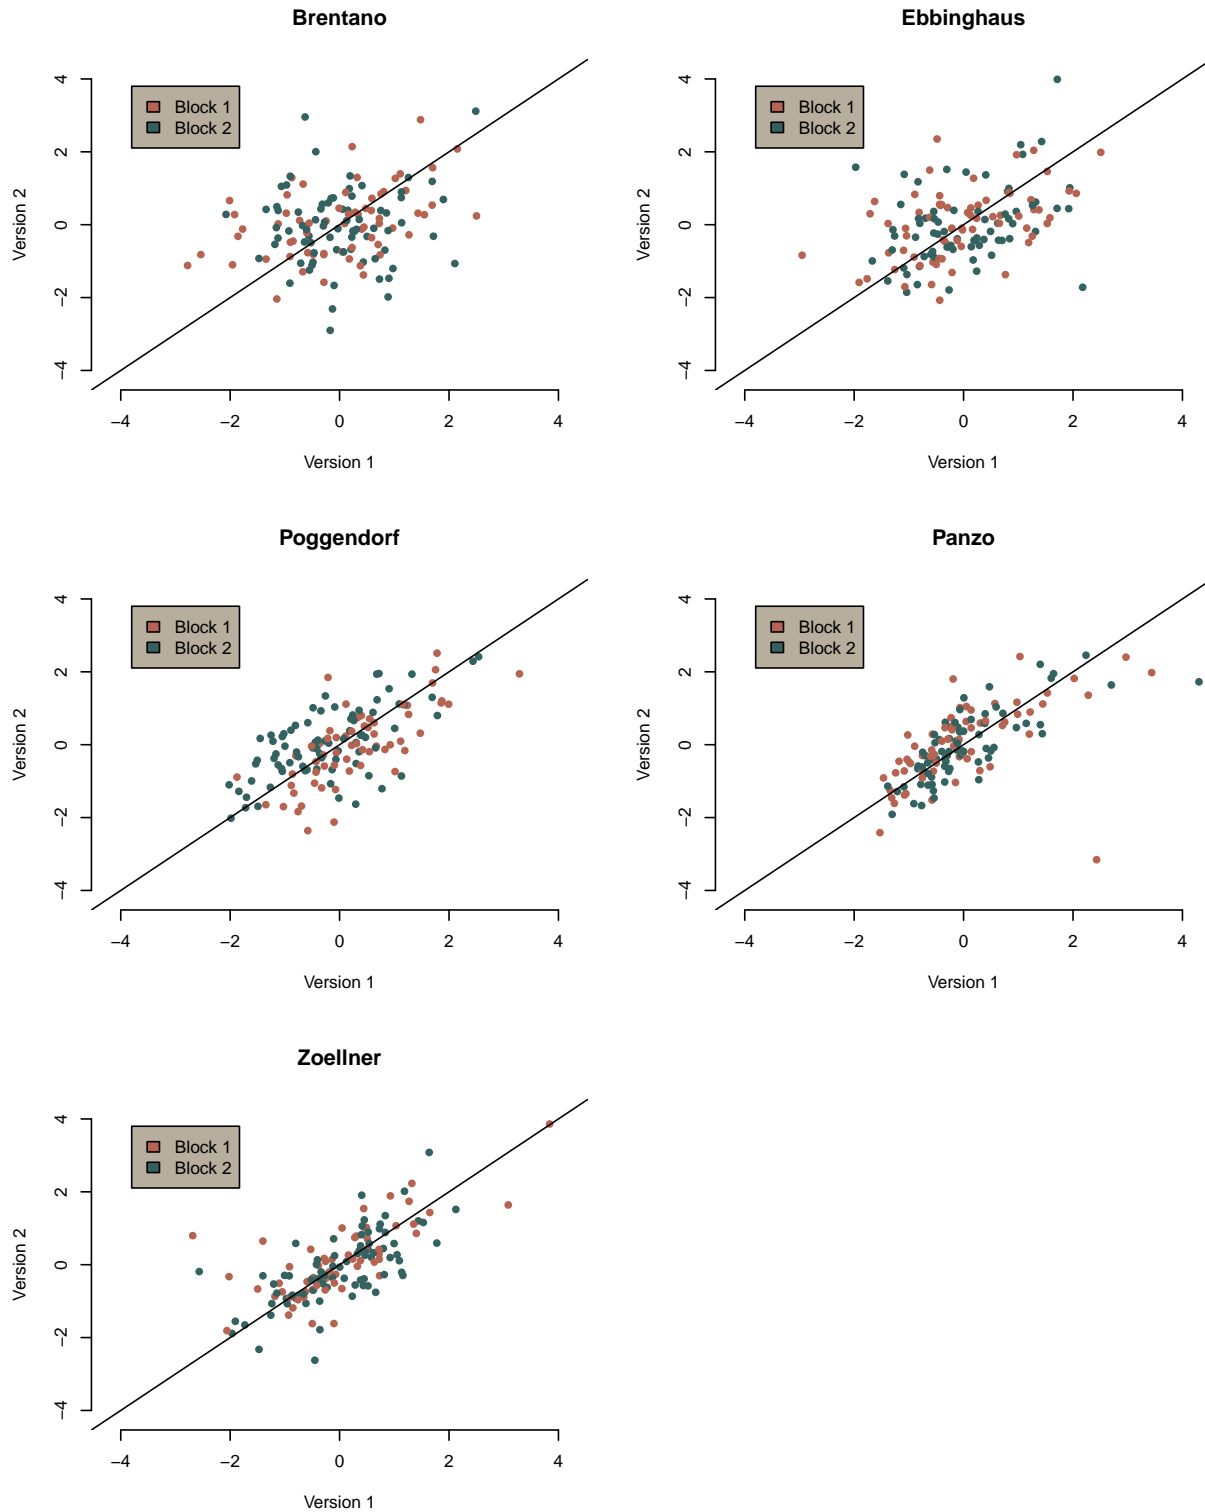 Brentano
4
2
0
−2
−4
Version 2
Block 1
Block 2
−4 −2 0 2 4
Version 1
Ebbinghaus
4
2
0
−2
−4
Version 2
Block 1
Block 2
−4 −2 0 2 4
Version 1
Poggendorf
4
2
0
−2
−4
Version 2
Block 1
Block 2
−4 −2 0 2 4
Version 1
Panzo
4
2
0
−2
−4
Version 2
Block 1
Block 2
−4 −2 0 2 4
Version 1
Zoellner
4
2
0
−2
−4
Version 2
Block 1
Block 2
−4 −2 0 2 4
Version 1